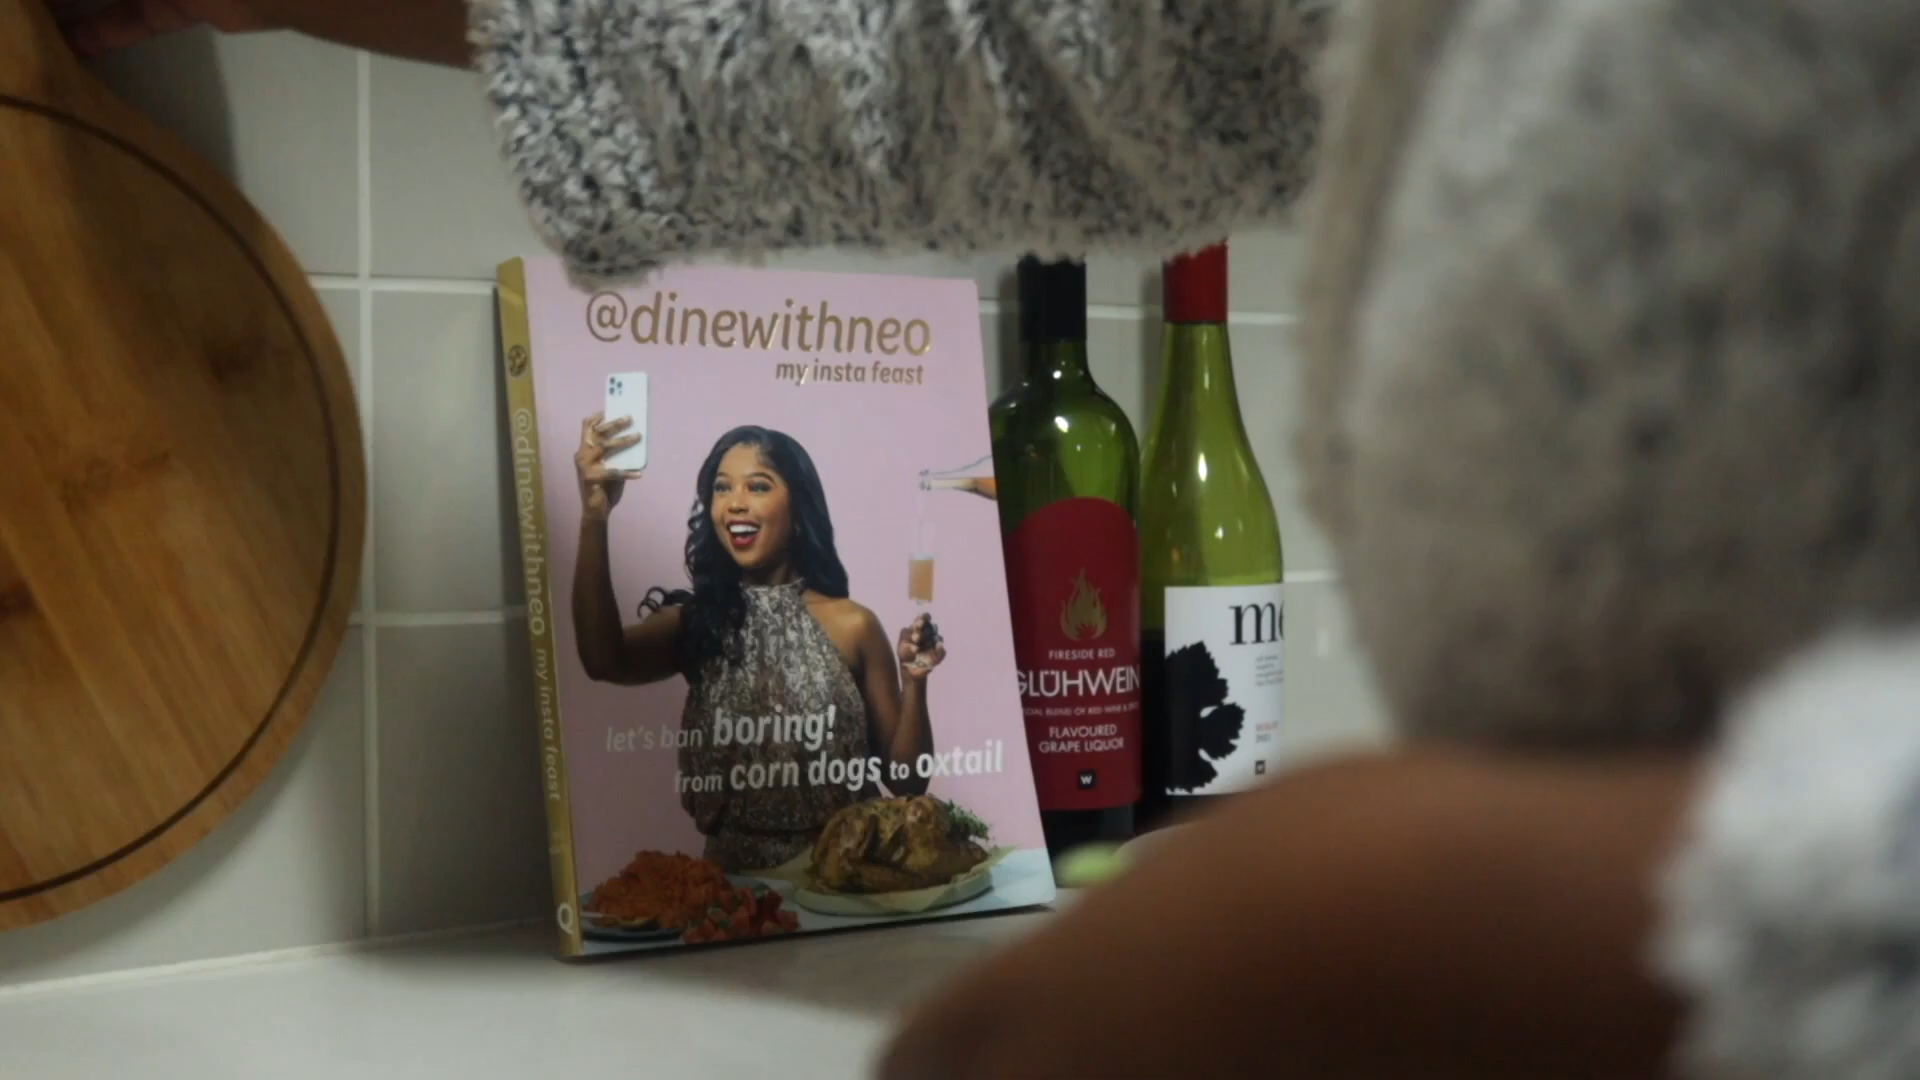 @dinewithneo
my insta feast
let's ban boring!
from corn dogs to oxtail
@dinewithneo my insta feast
Q
FIRESIDE RED
GLÜHWEIN
FLAVOURED
GRAPE LIQUOR
W